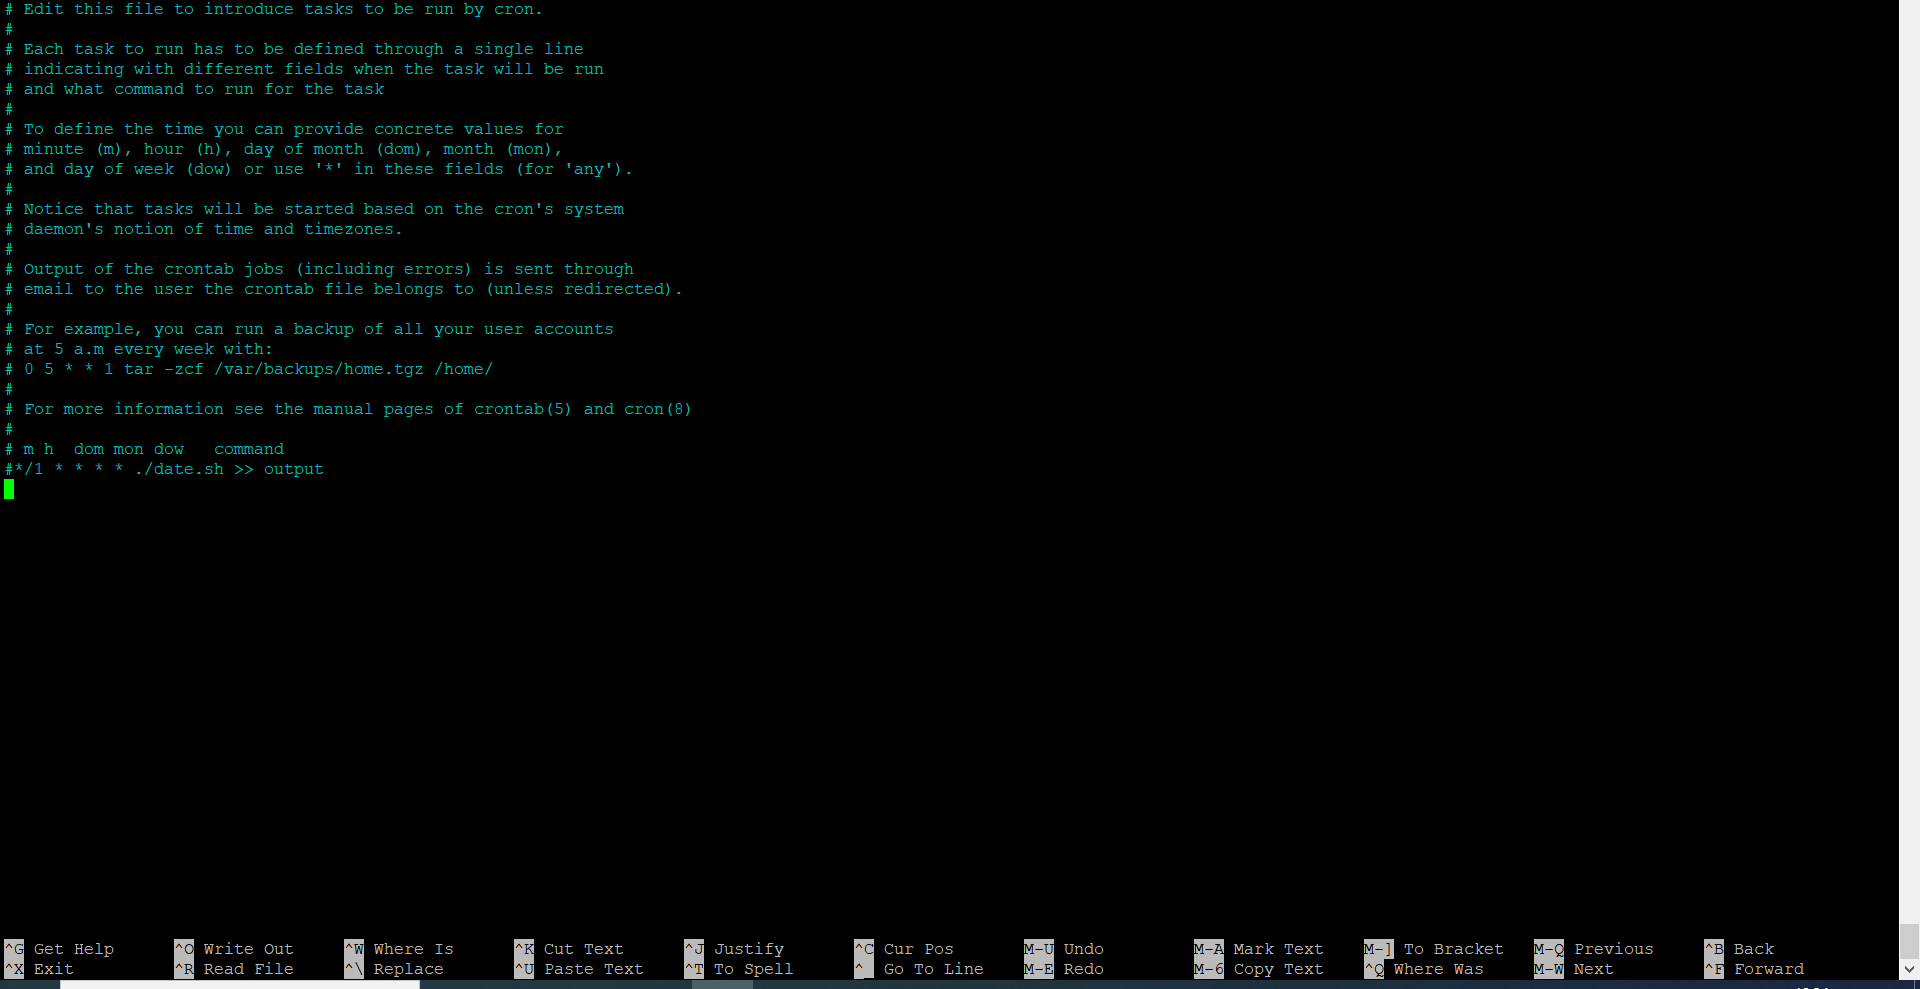 # Edit this file to introduce tasks to be run by cron.
#
# Each task to run has to be defined through a single line
# indicating with different fields when the task will be run
# and what command to run for the task
#
# To define the time you can provide concrete values for
# minute (m), hour (h), day of month (dom), month (mon),
# and day of week (dow) or use '*' in these fields (for 'any').
#
# Notice that tasks will be started based on the cron's system
# daemon's notion of time and timezones.
#
# Output of the crontab jobs (including errors) is sent through
# email to the user the crontab file belongs to (unless redirected).
#
# For example, you can run a backup of all your user accounts
# at 5 a.m every week with:
# 0 5 * * 1 tar -zcf /var/backups/home.tgz /home/
#
# For more information see the manual pages of crontab(5) and cron(8)
#
# m h  dom mon dow   command
#*/1 * * * * ./date.sh >> output
^G Get Help ^O Write Out ^W Where Is ^K Cut Text ^J Justify ^C Cur Pos M-U Undo M-A Mark Text M-] To Bracket M-Q Previous ^B Back
^X Exit ^R Read File ^\ Replace ^U Paste Text ^T To Spell ^_ Go To Line M-E Redo M-6 Copy Text ^Q Where Was M-W Next ^F Forward